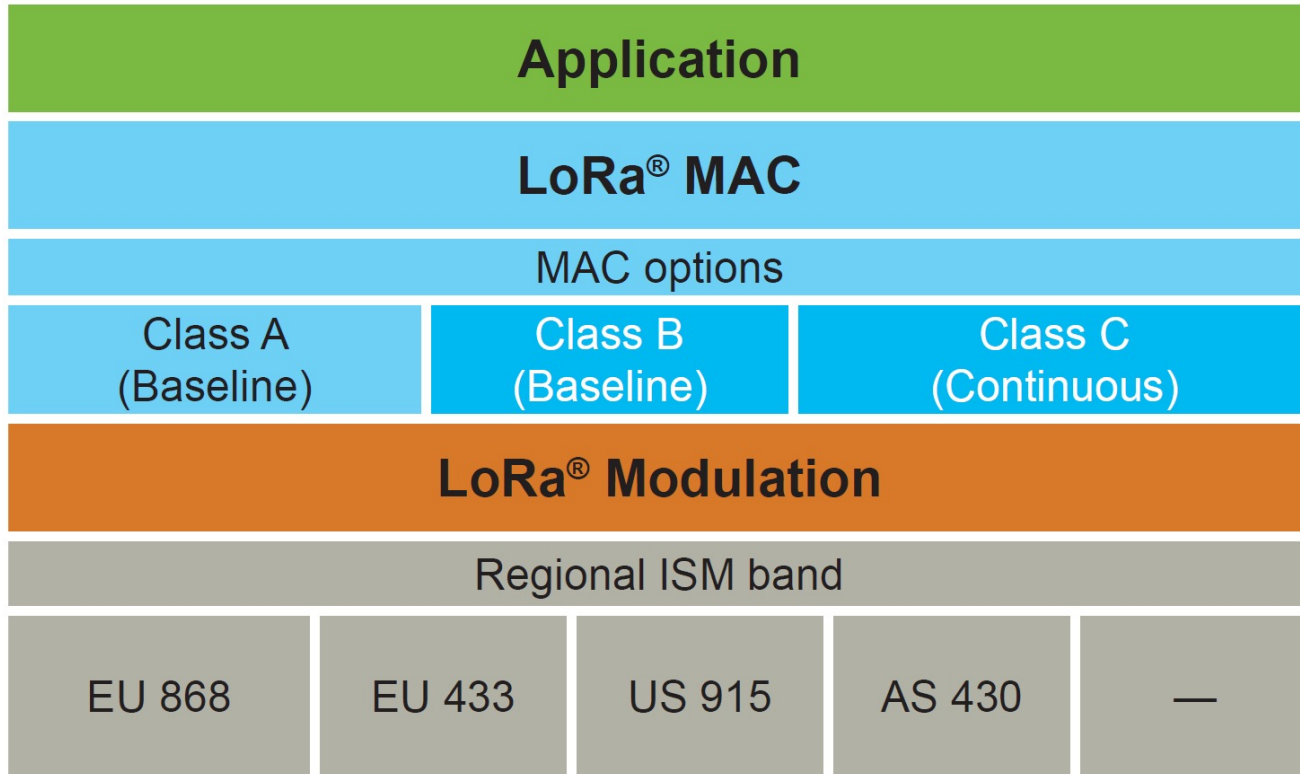 Application
LoRa® MAC
MAC options
Class A
(Baseline)
Class B
(Baseline)
Class C
(Continuous)
LoRa® Modulation
Regional ISM band
EU 868
EU 433
US 915
AS 430
—